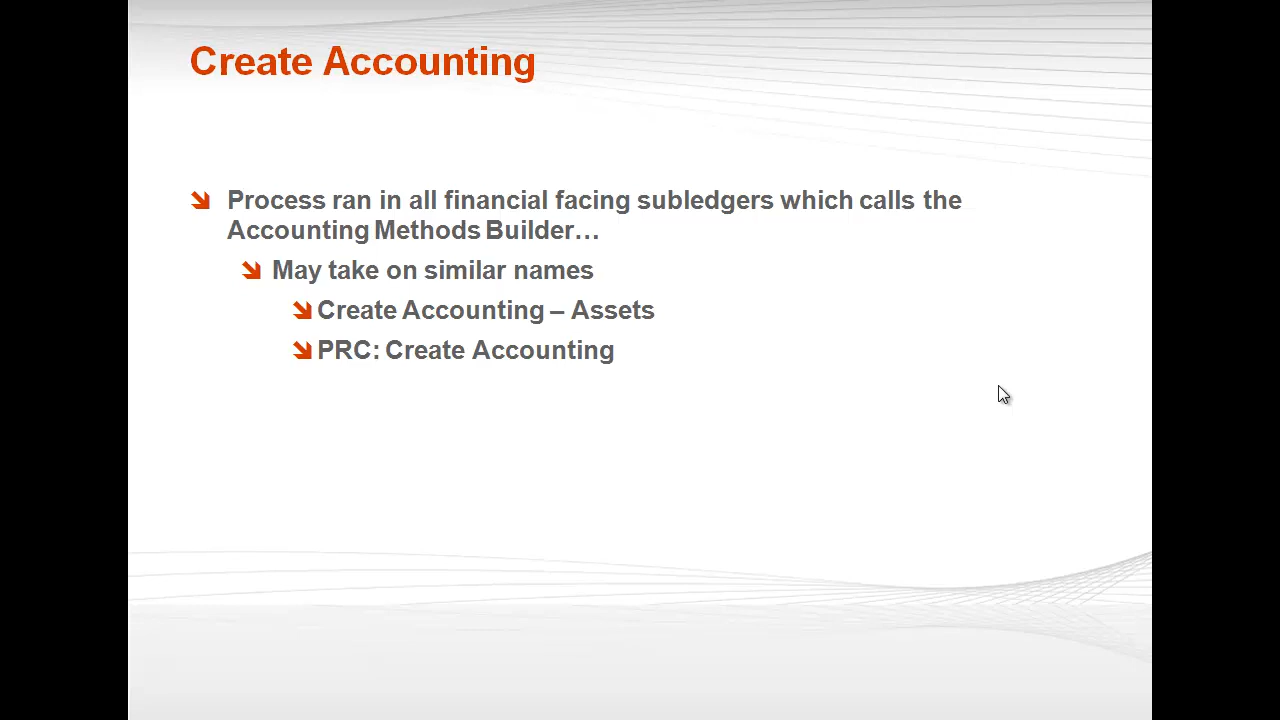 Create Accounting
Process ran in all financial facing subledgers which calls the
Accounting Methods Builder…
May take on similar names
Create Accounting – Assets
PRC: Create Accounting